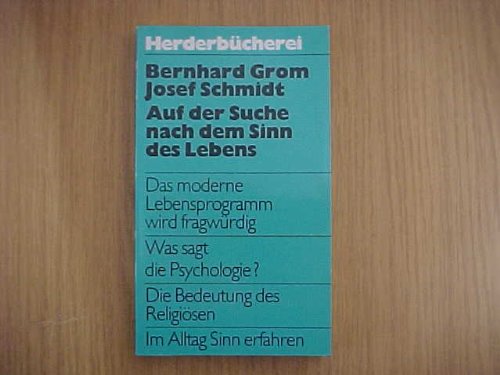 Herderbücherei
Bernhard Grom
Josef Schmidt
Auf der Suche
nach dem Sinn
des Lebens
Das moderne
Lebensprogramm
wird fragwürdig
Was sagt
die Psychologie?
Die Bedeutung des
Religiösen
Im Alltag Sinn erfahren